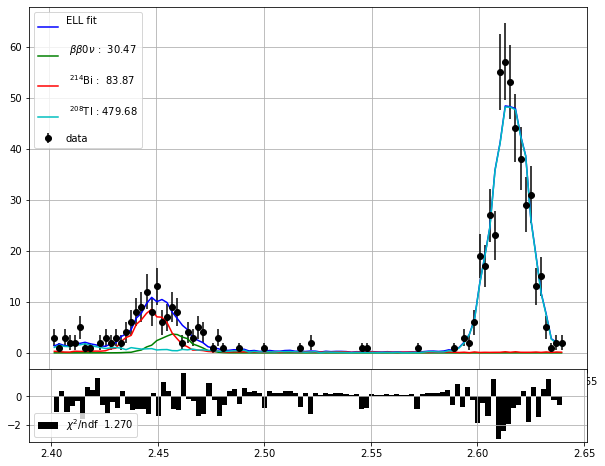 ELL fit
ββ0ν : 30.47
²¹⁴Bi : 83.87
²⁰⁸Tl : 479.68
data
60
50
40
30
20
10
0
65
0
−2
χ²/ndf 1.270
2.40 2.45 2.50 2.55 2.60 2.65